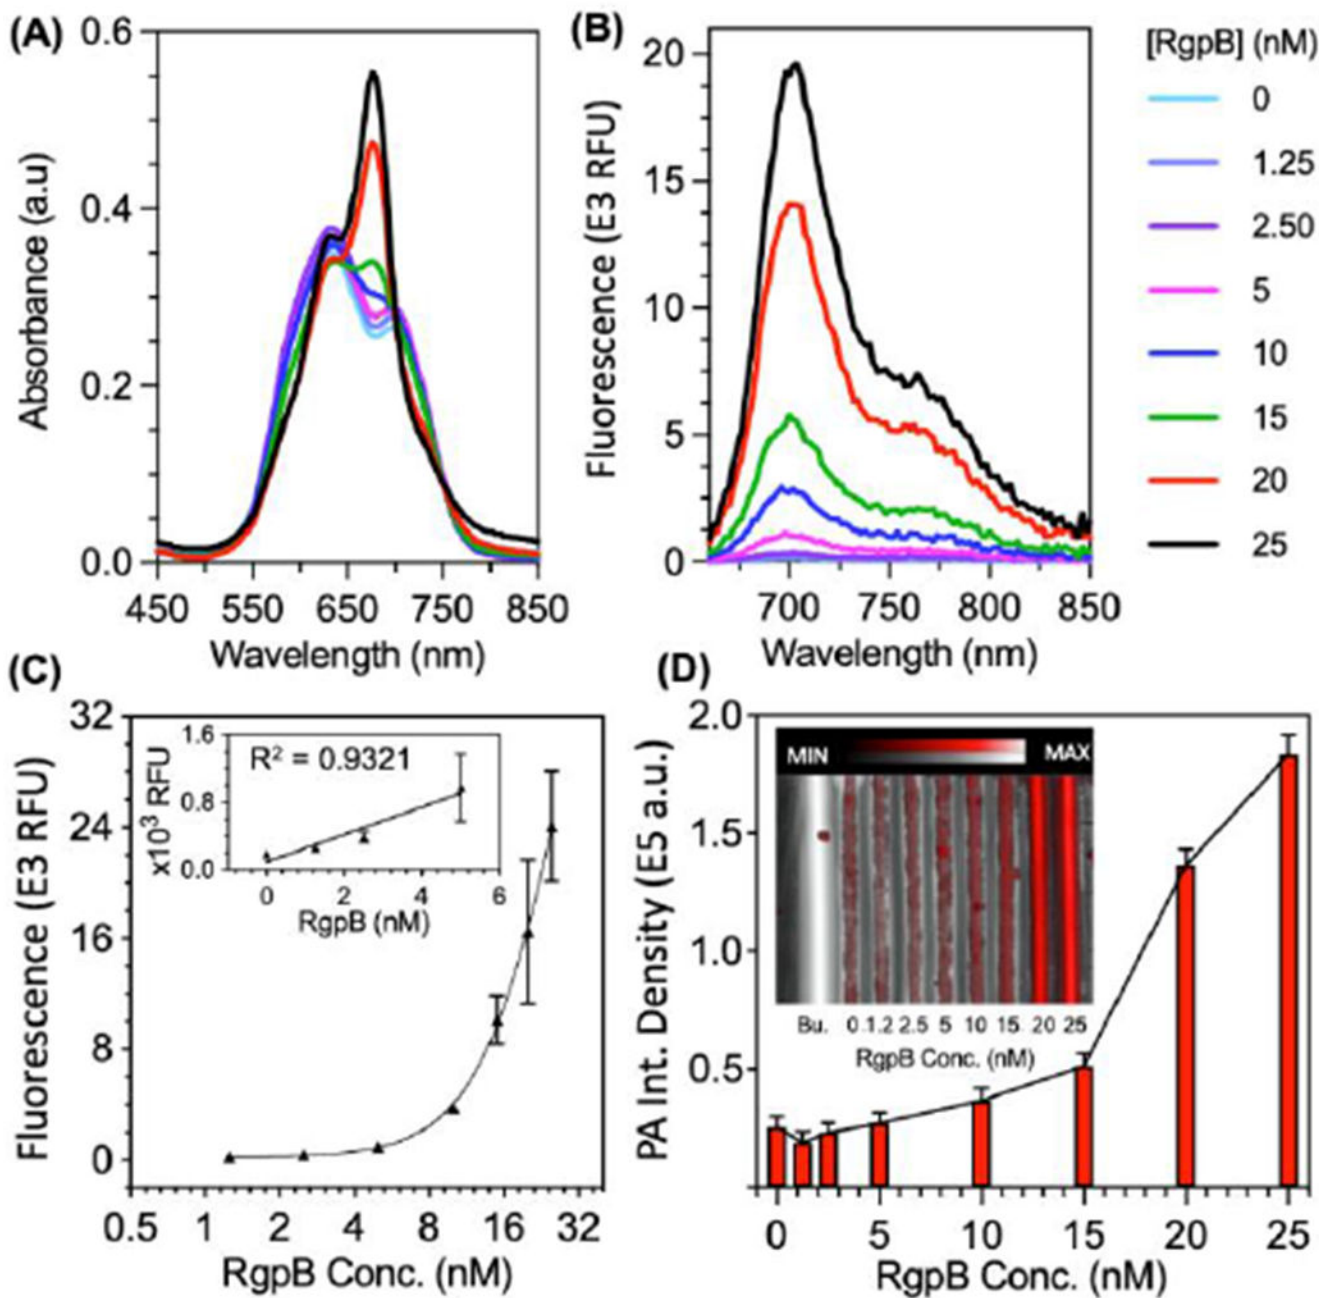 (A)
0.6
0.4
0.2
0.0
Absorbance (a.u)
450 550 650 750 850
Wavelength (nm)
(B)
20
15
10
5
0
Fluorescence (E3 RFU)
700 750 800 850
Wavelength (nm)
[RgpB] (nM)
0
1.25
2.50
5
10
15
20
25
(C)
32
24
16
8
0
Fluorescence (E3 RFU)
0.5 1 2 4 8 16 32
RgpB Conc. (nM)
1.6
0.8
0.0
x10³ RFU
R² = 0.9321
0 2 4 6
RgpB (nM)
(D)
2.0
1.5
1.0
0.5
PA Int. Density (E5 a.u.)
MIN MAX
Bu. 0.1.2 2.5 5 10 15. 20 25
RgpB Conc. (nM)
0 5 10 15 20 25
RgpB Conc. (nM)